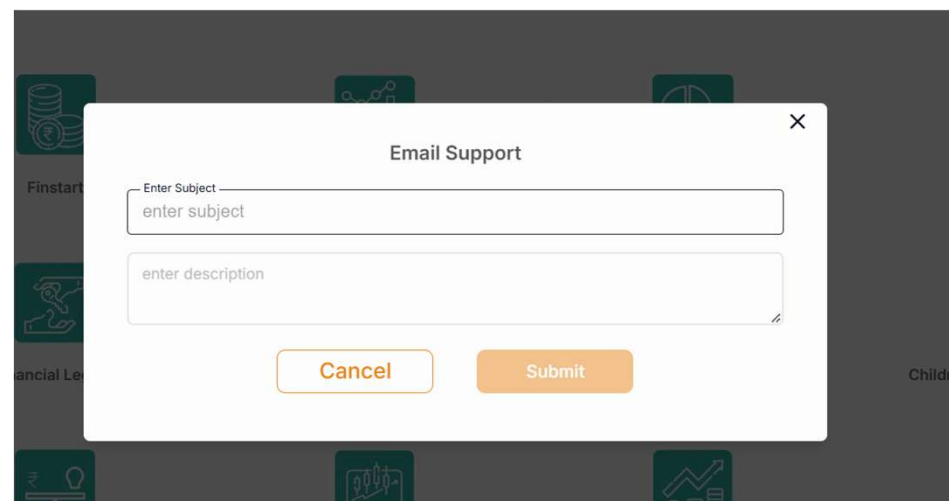 Email Support
Finstart
Enter Subject
enter subject
enter description
Cancel
Submit
ancial Le
Child